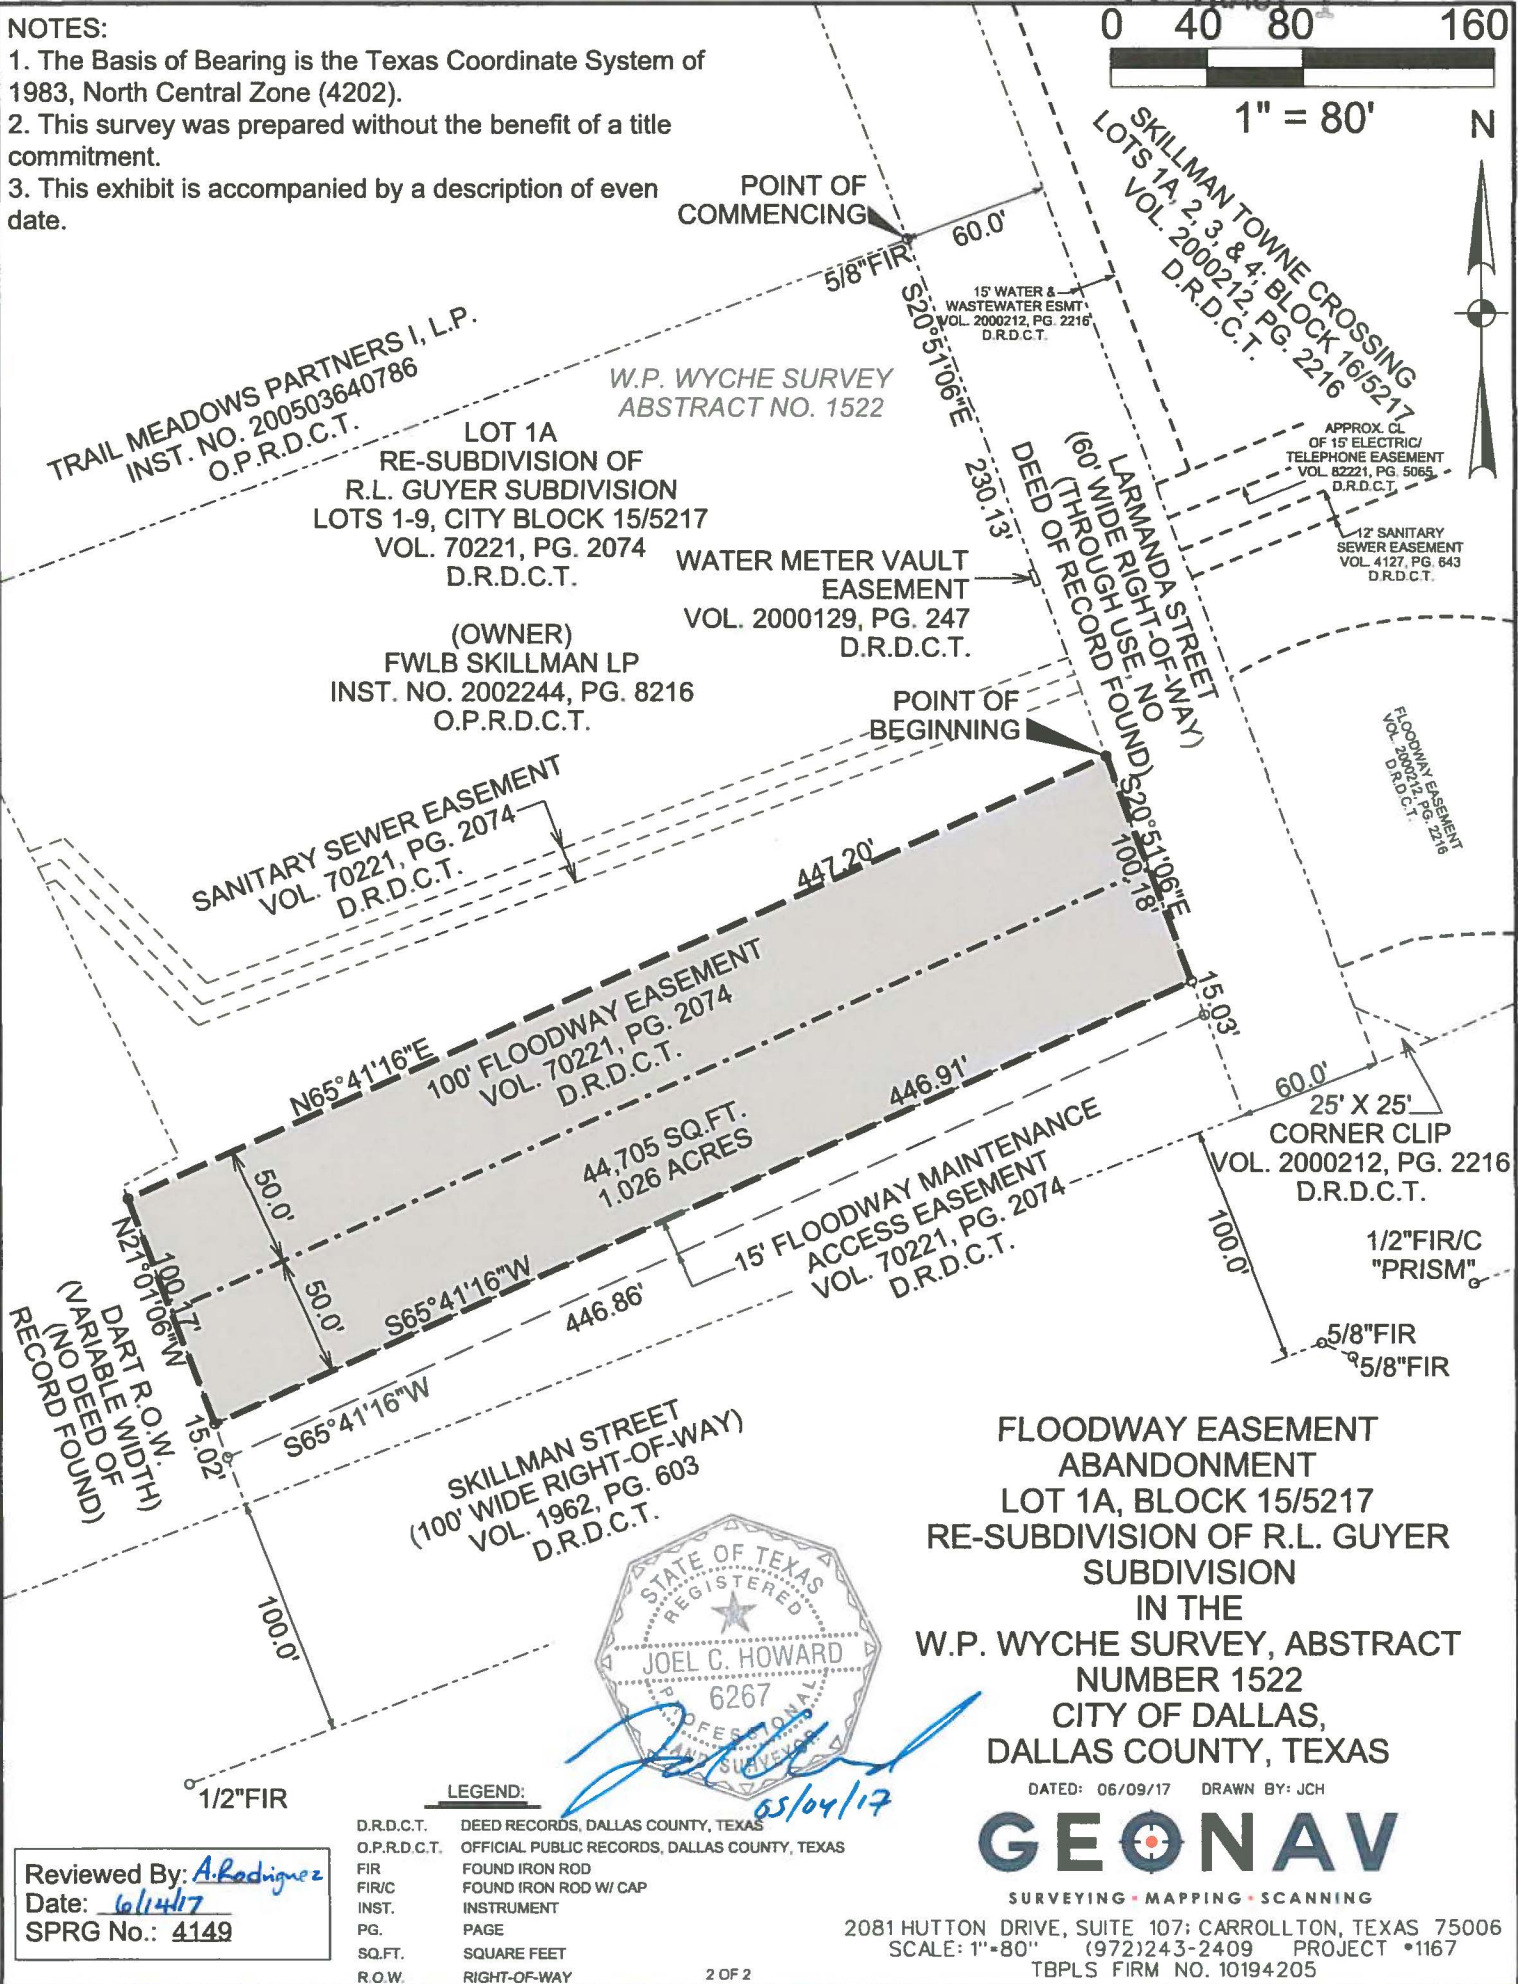 NOTES:
1. The Basis of Bearing is the Texas Coordinate System of
1983, North Central Zone (4202).
2. This survey was prepared without the benefit of a title
commitment.
3. This exhibit is accompanied by a description of even
date.
0 40 80 160
1" = 80'
N
POINT OF
COMMENCING
5/8"FIR
60.0'
15' WATER &
WASTEWATER ESMT
VOL. 2000212, PG. 2216
D.R.D.C.T.
SKILLMAN TOWNE CROSSING
LOTS 1A, 2, 3, & 4; BLOCK 16/5217
VOL. 2000212, PG. 2216
D.R.D.C.T.
TRAIL MEADOWS PARTNERS I, L.P.
INST. NO. 200503640786
O.P.R.D.C.T.
W.P. WYCHE SURVEY
ABSTRACT NO. 1522
S20°51'06"E
230.13'
LOT 1A
RE-SUBDIVISION OF
R.L. GUYER SUBDIVISION
LOTS 1-9, CITY BLOCK 15/5217
VOL. 70221, PG. 2074
D.R.D.C.T.
(OWNER)
FWLB SKILLMAN LP
INST. NO. 2002244, PG. 8216
O.P.R.D.C.T.
WATER METER VAULT
EASEMENT
VOL. 2000129, PG. 247
D.R.D.C.T.
LARMANDA STREET
(60' WIDE RIGHT-OF-WAY)
(THROUGH USE, NO
DEED OF RECORD FOUND)
APPROX. CL
OF 15' ELECTRIC/
TELEPHONE EASEMENT
VOL. 82221, PG. 5065
D.R.D.C.T.
12' SANITARY
SEWER EASEMENT
VOL. 4127, PG. 643
D.R.D.C.T.
POINT OF
BEGINNING
FLOODWAY EASEMENT
VOL. 2000212, PG. 2216
D.R.D.C.T.
SANITARY SEWER EASEMENT
VOL. 70221, PG. 2074
D.R.D.C.T.
447.20'
S20°51'06"E
100.18'
N65°41'16"E
100' FLOODWAY EASEMENT
VOL. 70221, PG. 2074
D.R.D.C.T.
44,705 SQ.FT.
1.026 ACRES
15.03'
446.91'
60.0'
25' X 25'
CORNER CLIP
VOL. 2000212, PG. 2216
D.R.D.C.T.
50.0'
50.0'
N21°01'06"W
100.17'
S65°41'16"W
15' FLOODWAY MAINTENANCE
ACCESS EASEMENT
VOL. 70221, PG. 2074
D.R.D.C.T.
100.0'
1/2"FIR/C
"PRISM"
5/8"FIR
5/8"FIR
DART R.O.W.
(VARIABLE WIDTH)
(NO DEED OF
RECORD FOUND)
15.02'
S65°41'16"W
446.86'
SKILLMAN STREET
(100' WIDE RIGHT-OF-WAY)
VOL. 1962, PG. 603
D.R.D.C.T.
100.0'
1/2"FIR
STATE OF TEXAS
REGISTERED
JOEL C. HOWARD
6267
PROFESSIONAL
LAND SURVEYOR
05/04/17
FLOODWAY EASEMENT
ABANDONMENT
LOT 1A, BLOCK 15/5217
RE-SUBDIVISION OF R.L. GUYER
SUBDIVISION
IN THE
W.P. WYCHE SURVEY, ABSTRACT
NUMBER 1522
CITY OF DALLAS,
DALLAS COUNTY, TEXAS
DATED: 06/09/17 DRAWN BY: JCH
GEONAV
SURVEYING • MAPPING • SCANNING
2081 HUTTON DRIVE, SUITE 107; CARROLLTON, TEXAS 75006
SCALE: 1"=80" (972)243-2409 PROJECT •1167
TBPLS FIRM NO. 10194205
LEGEND:
D.R.D.C.T. DEED RECORDS, DALLAS COUNTY, TEXAS
O.P.R.D.C.T. OFFICIAL PUBLIC RECORDS, DALLAS COUNTY, TEXAS
FIR FOUND IRON ROD
FIR/C FOUND IRON ROD W/ CAP
INST. INSTRUMENT
PG. PAGE
SQ.FT. SQUARE FEET
R.O.W. RIGHT-OF-WAY
2 OF 2
Reviewed By: A.Rodriguez
Date: 6/14/17
SPRG No.: 4149